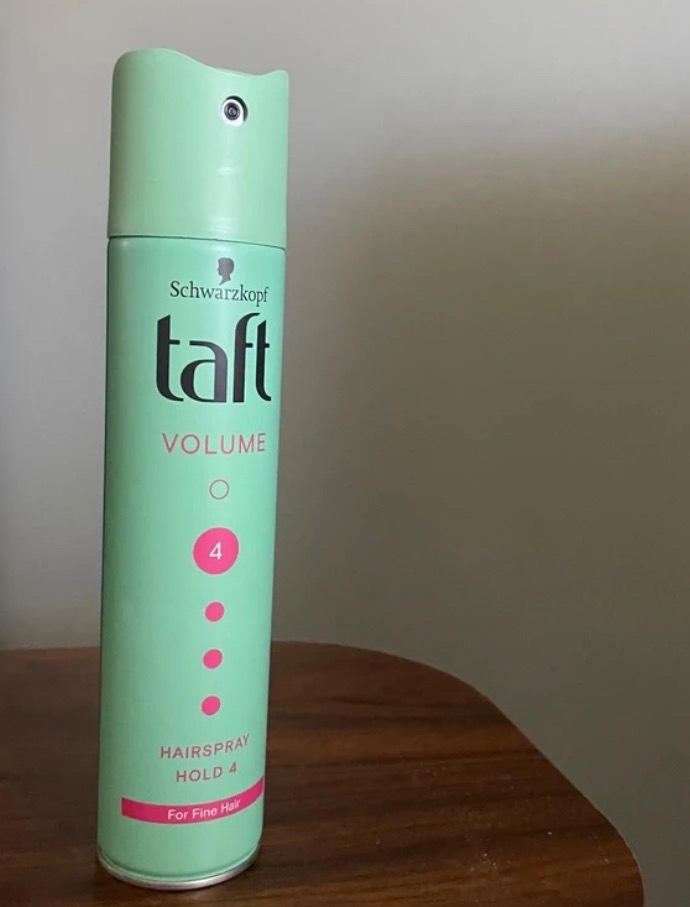 Schwarzkopf
taft
VOLUME
4
HAIRSPRAY
HOLD 4
For Fine Hair